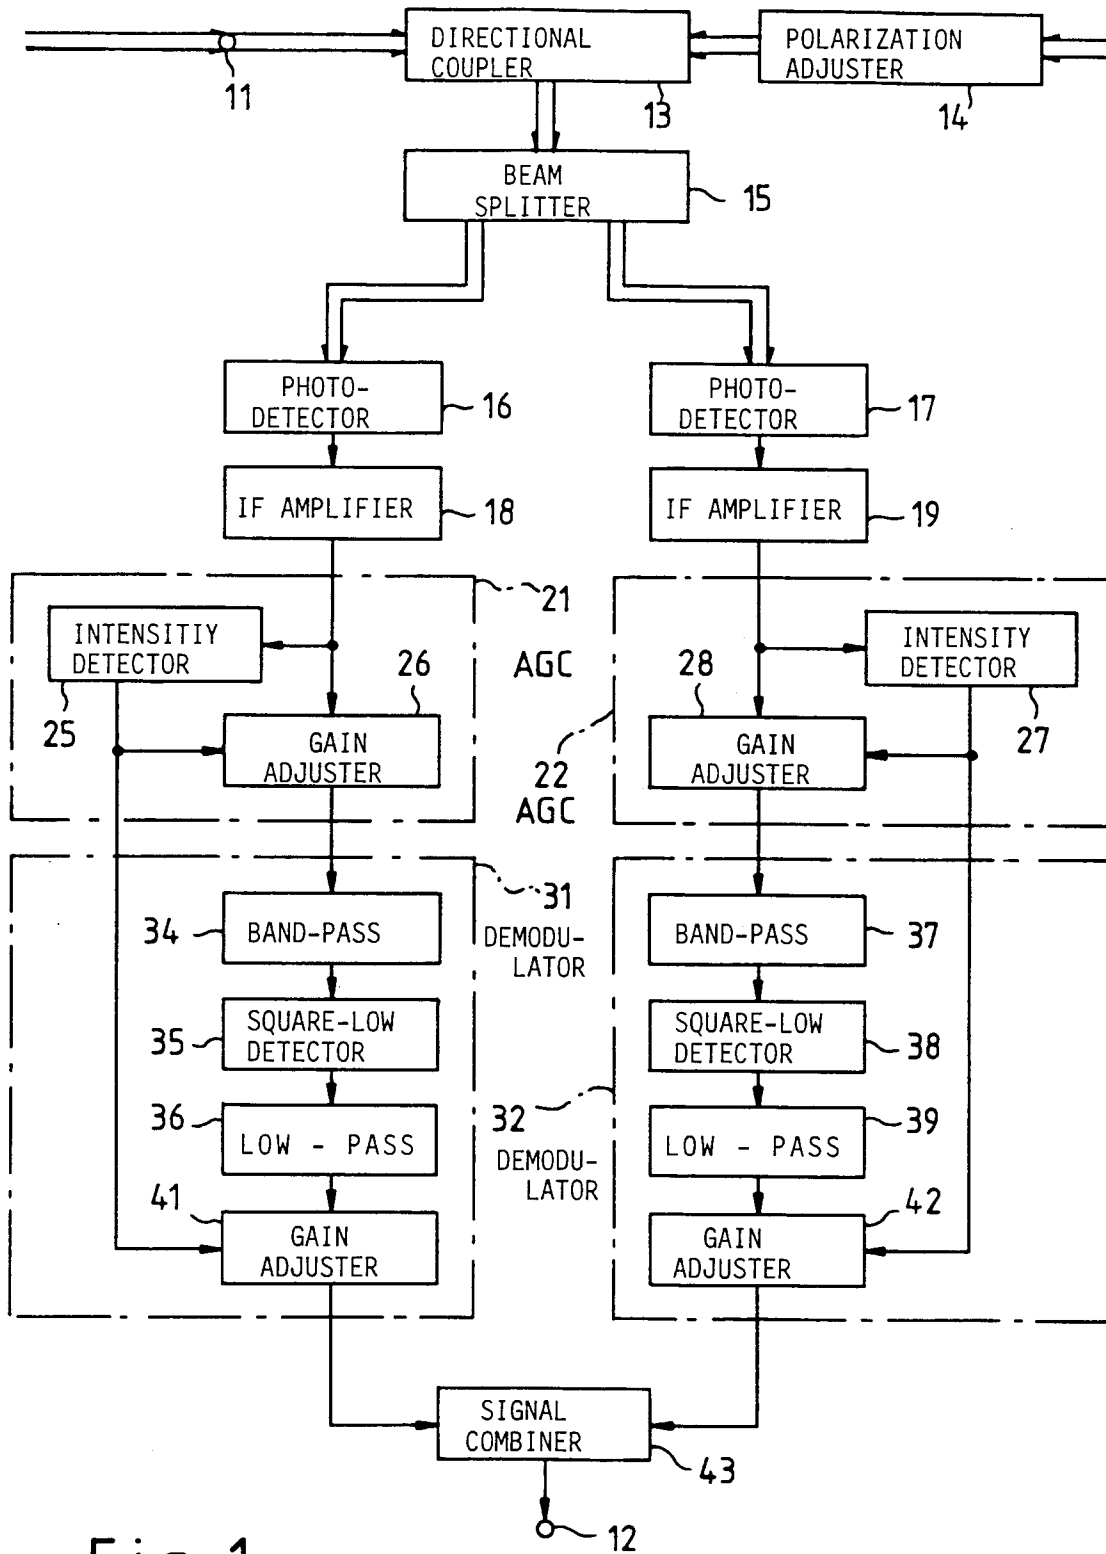 DIRECTIONAL
COUPLER
POLARIZATION
ADJUSTER
11
13
14
BEAM
SPLITTER
15
PHOTO-
DETECTOR
16
PHOTO-
DETECTOR
17
IF AMPLIFIER
18
IF AMPLIFIER
19
21
INTENSITIY
DETECTOR
25
26
AGC
28
INTENSITY
DETECTOR
27
GAIN
ADJUSTER
22
AGC
GAIN
ADJUSTER
31
34
BAND-PASS
DEMODU-
LATOR
BAND-PASS
37
35
SQUARE-LOW
DETECTOR
SQUARE-LOW
DETECTOR
38
36
LOW - PASS
32
DEMODU-
LATOR
LOW - PASS
39
41
GAIN
ADJUSTER
GAIN
ADJUSTER
42
SIGNAL
COMBINER
43
12
Fig. 1